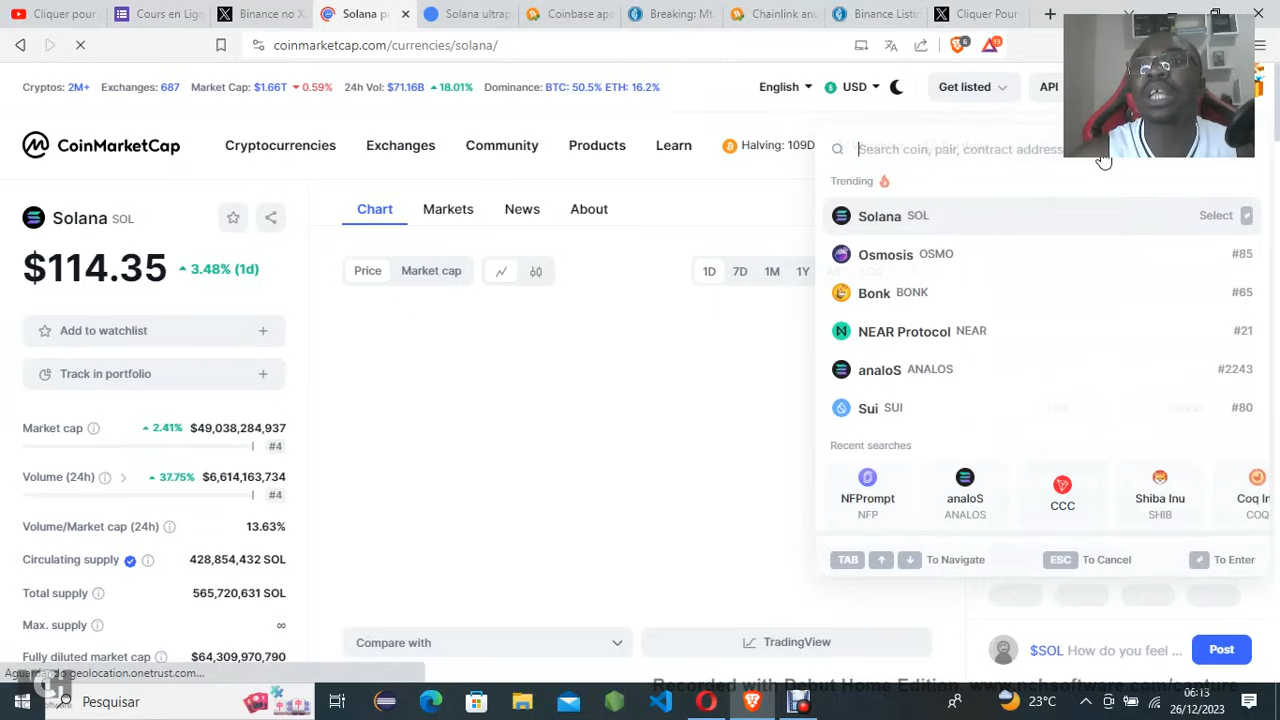 Cliquer pour
Cours en Lign
Binance no X
Solana p
Solana ultrap
Coinbase app
Breaking: Mt.
Chainlink an
Binance Listin
Cliquer Pour
coinmarketcap.com/currencies/solana/
6
13
Cryptos: 2M+
Exchanges: 687
Market Cap: $1.66T 0.59%
24h Vol: $71.16B 18.01%
Dominance: BTC: 50.5% ETH: 16.2%
English
USD
Get listed
API
CoinMarketCap
Cryptocurrencies
Exchanges
Community
Products
Learn
Halving: 109D
Search coin, pair, contract address
Trending
Solana SOL
Select
Osmosis OSMO
#85
Bonk BONK
#65
NEAR Protocol NEAR
#21
analoS ANALOS
#2243
Sui SUI
#80
Recent searches
NFPrompt
NFP
analoS
ANALOS
CCC
Shiba Inu
SHIB
Coq In
COQ
TAB
To Navigate
ESC
To Cancel
To Enter
Solana SOL
$114.35
3.48% (1d)
Add to watchlist
+
Track in portfolio
+
Market cap
2.41% $49,038,284,937
#4
Volume (24h)
37.75% $6,614,163,734
#4
Volume/Market cap (24h)
13.63%
Circulating supply
428,854,432 SOL
Total supply
565,720,631 SOL
Max. supply
∞
Fully diluted market cap
$64,309,970,790
Chart
Markets
News
About
Price
Market cap
1D
7D
1M
1Y
Compare with
TradingView
$SOL How do you feel ...
Post
Aguardando geolocation.onetrust.com...
Recorded with Debut Home Edition. www.nchsoftware.com/capture
Pesquisar
23°C
06:13
26/12/2023